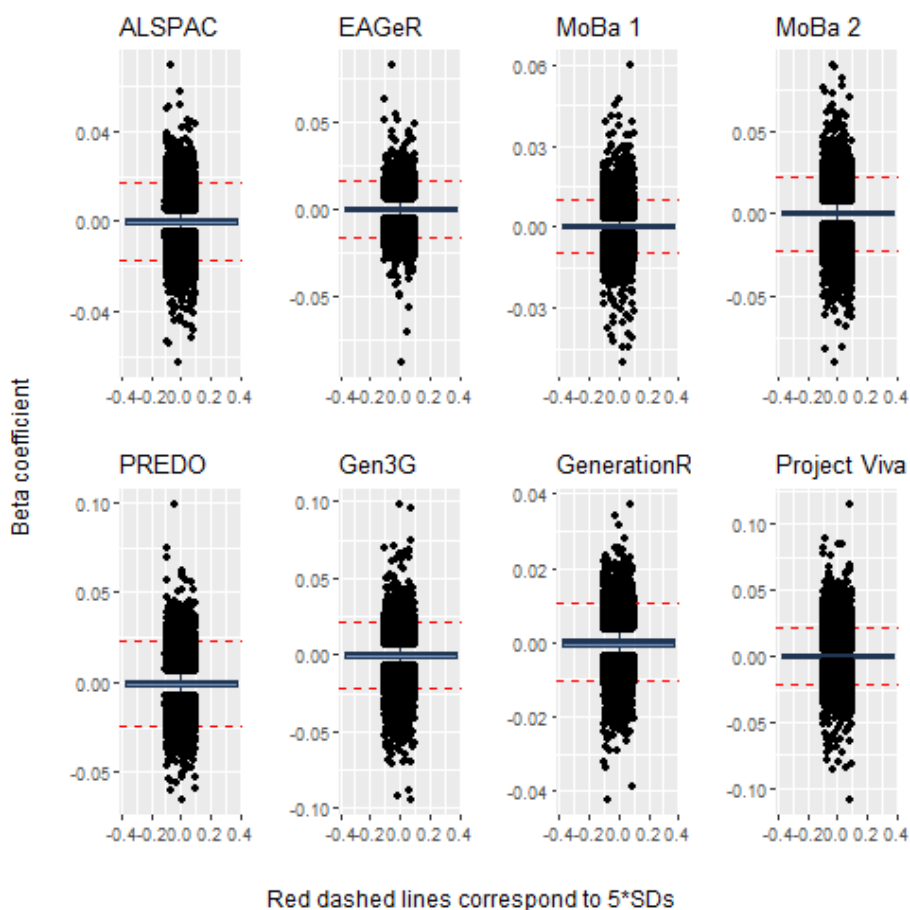 ALSPAC EAGeR MoBa 1 MoBa 2
0.04 0.05 0.06 0.05
0.00 0.00 0.03 0.00
-0.04 -0.05 0.00 -0.05
-0.03
-0.4-0.20.0 0.2 0.4 -0.4-0.20.0 0.2 0.4 -0.4-0.20.0 0.2 0.4 -0.4-0.20.0 0.2 0.4
Beta coefficient
PREDO Gen3G GenerationR Project Viva
0.10 0.10 0.04 0.10
0.05 0.05 0.02 0.05
0.00 0.00 0.00 0.00
-0.05 -0.05 -0.02 -0.05
-0.10 -0.04 -0.10
-0.4-0.20.0 0.2 0.4 -0.4-0.20.0 0.2 0.4 -0.4-0.20.0 0.2 0.4 -0.4-0.20.0 0.2 0.4
Red dashed lines correspond to 5*SDs